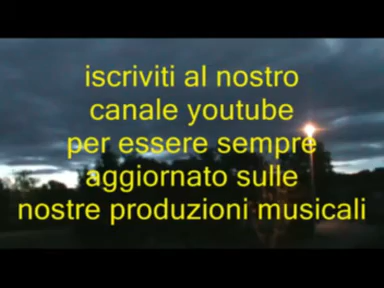 iscriviti al nostro
canale youtube
per essere sempre
aggiornato sulle
nostre produzioni musicali